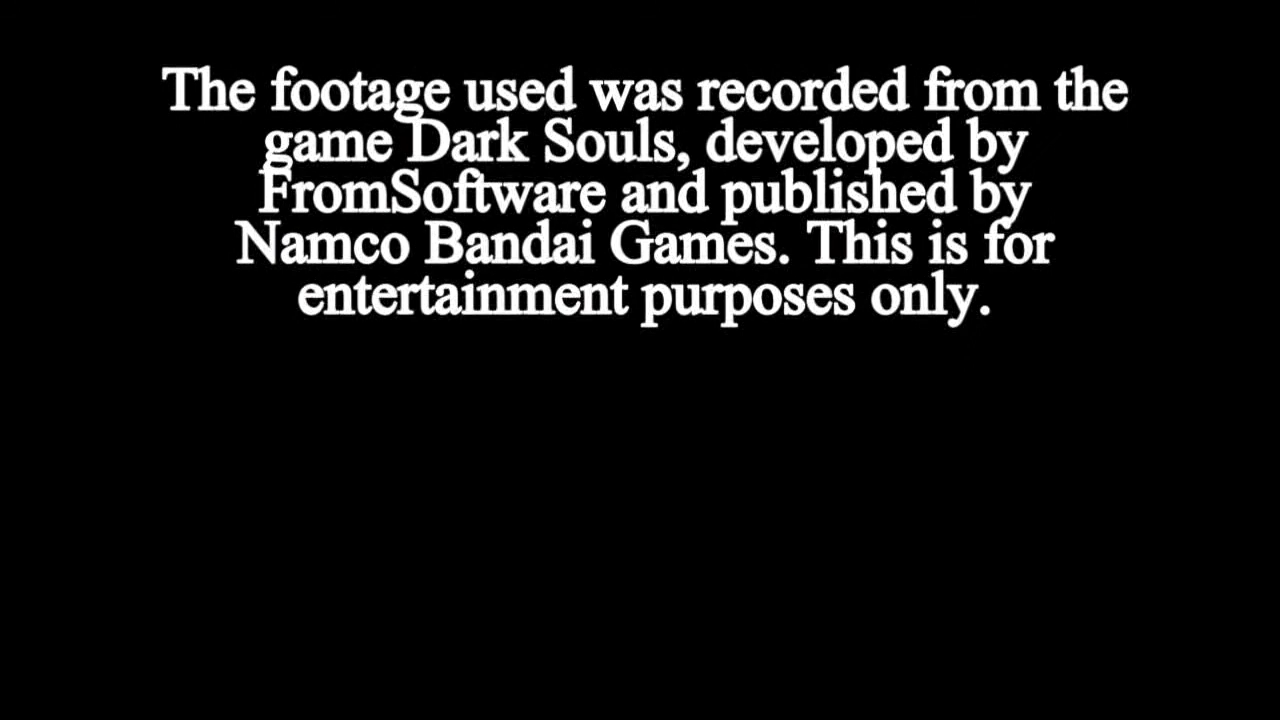 The footage used was recorded from the
game Dark Souls, developed by
FromSoftware and published by
Namco Bandai Games. This is for
entertainment purposes only.